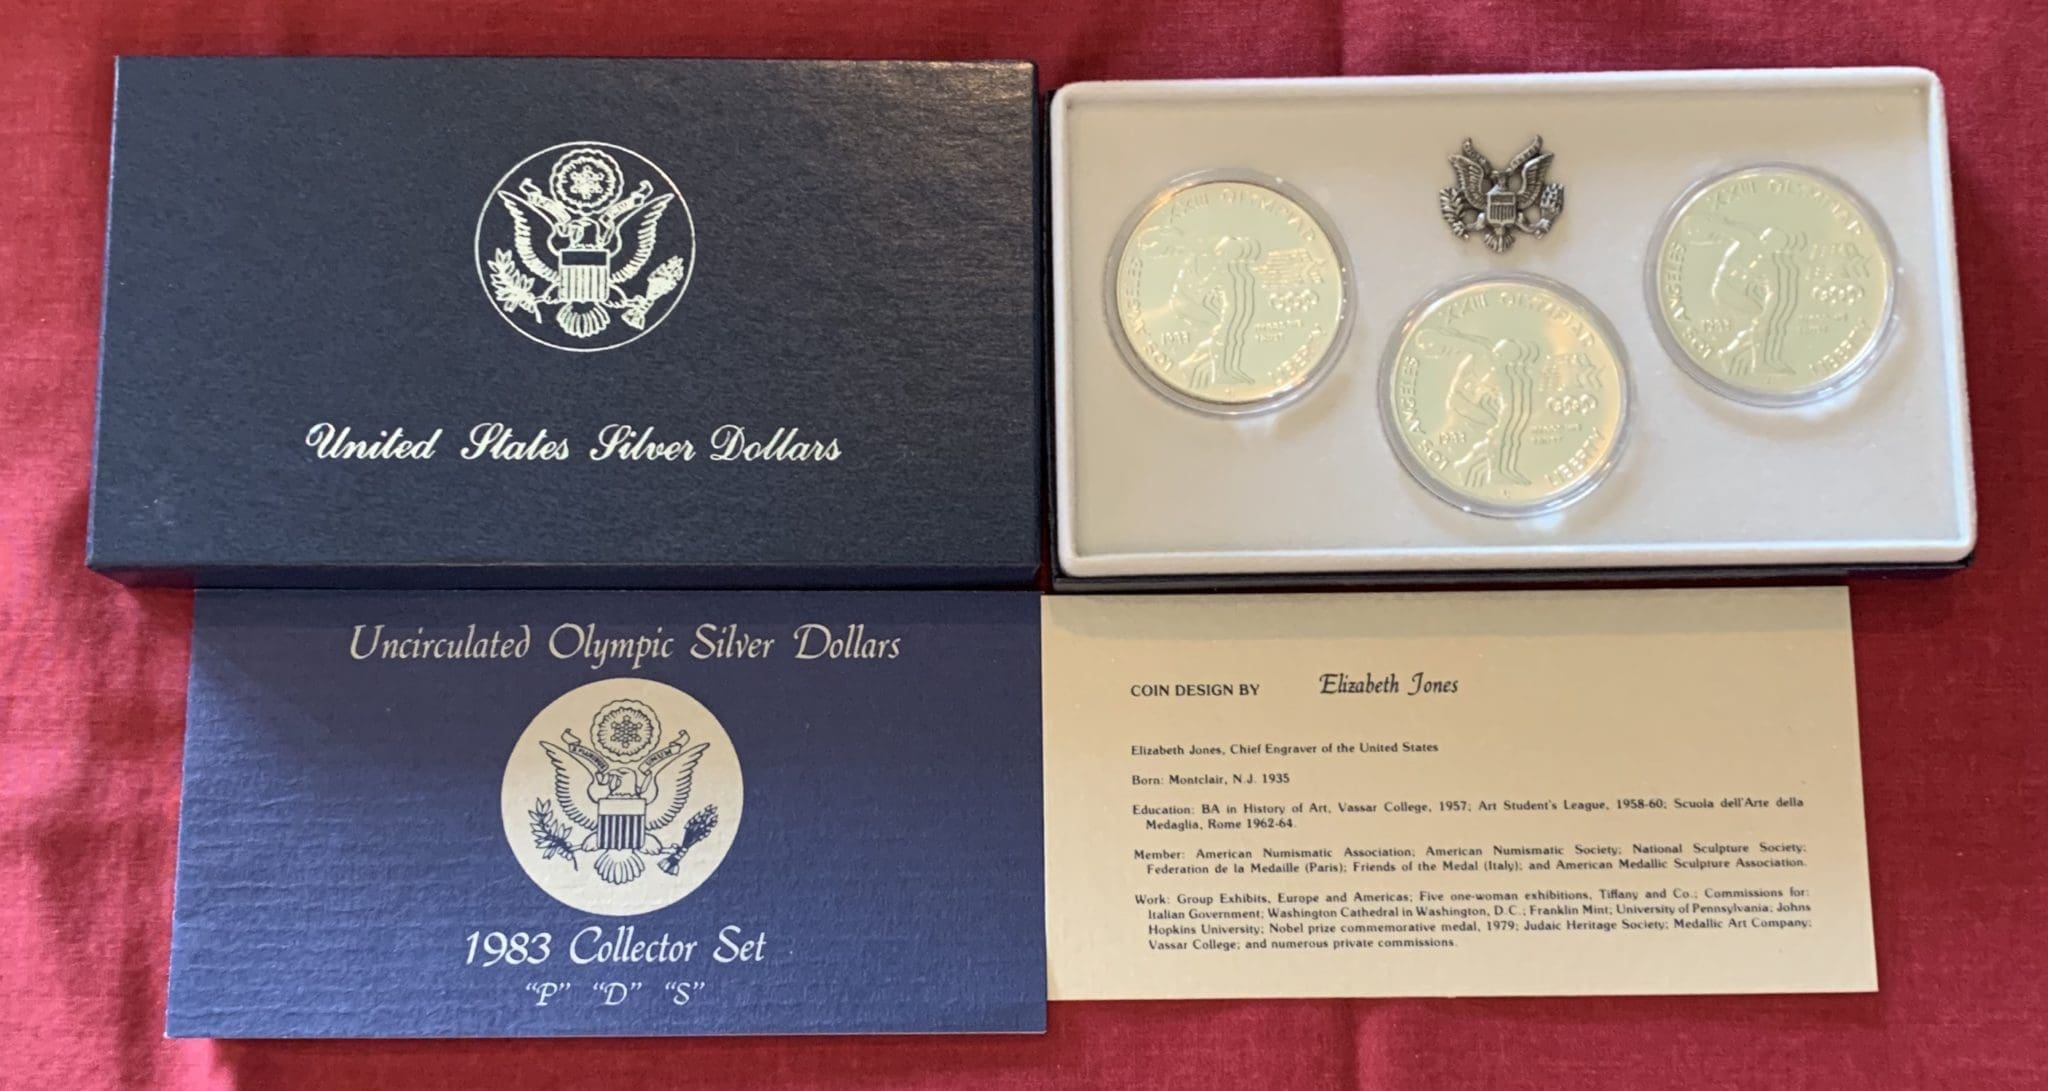 United States Silver Dollars
LOS ANGELES XXIII OLYMPIAD
1983
LIBERTY
LOS ANGELES XXIII OLYMPIAD
1983
LIBERTY
LOS ANGELES XXIII OLYMPIAD
1983
LIBERTY
Uncirculated Olympic Silver Dollars
1983 Collector Set
"P" "D" "S"
COIN DESIGN BY Elizabeth Jones
Elizabeth Jones, Chief Engraver of the United States
Born: Montclair, N.J. 1935
Education: BA in History of Art, Vassar College, 1957; Art Student's League, 1958-60; Scuola dell'Arte della
Medaglia, Rome 1962-64.
Member: American Numismatic Association; American Numismatic Society; National Sculpture Society;
Federation de la Medaille (Paris); Friends of the Medal (Italy); and American Medallic Sculpture Association.
Work: Group Exhibits, Europe and Americas; Five one-woman exhibitions, Tiffany and Co.; Commissions for:
Italian Government; Washington Cathedral in Washington, D.C.; Franklin Mint; University of Pennsylvania; Johns
Hopkins University; Nobel prize commemorative medal, 1979; Judaic Heritage Society; Medallic Art Company;
Vassar College; and numerous private commissions.